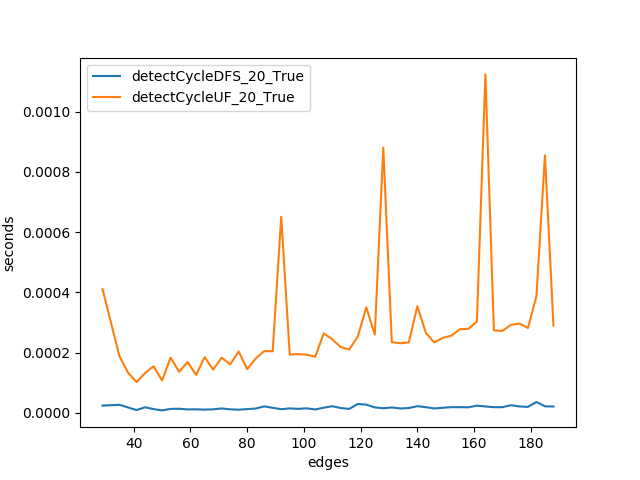 detectCycleDFS_20_True
detectCycleUF_20_True
0.0010
0.0008
0.0006
0.0004
0.0002
0.0000
seconds
40 60 80 100 120 140 160 180
edges